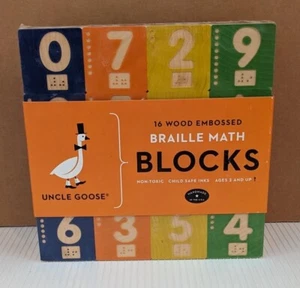 0 7 2 9
16 WOOD EMBOSSED
BRAILLE MATH
BLOCKS
NON-TOXIC · CHILD SAFE INKS · AGES 2 AND UP
UNCLE GOOSE®
6 3 5 4